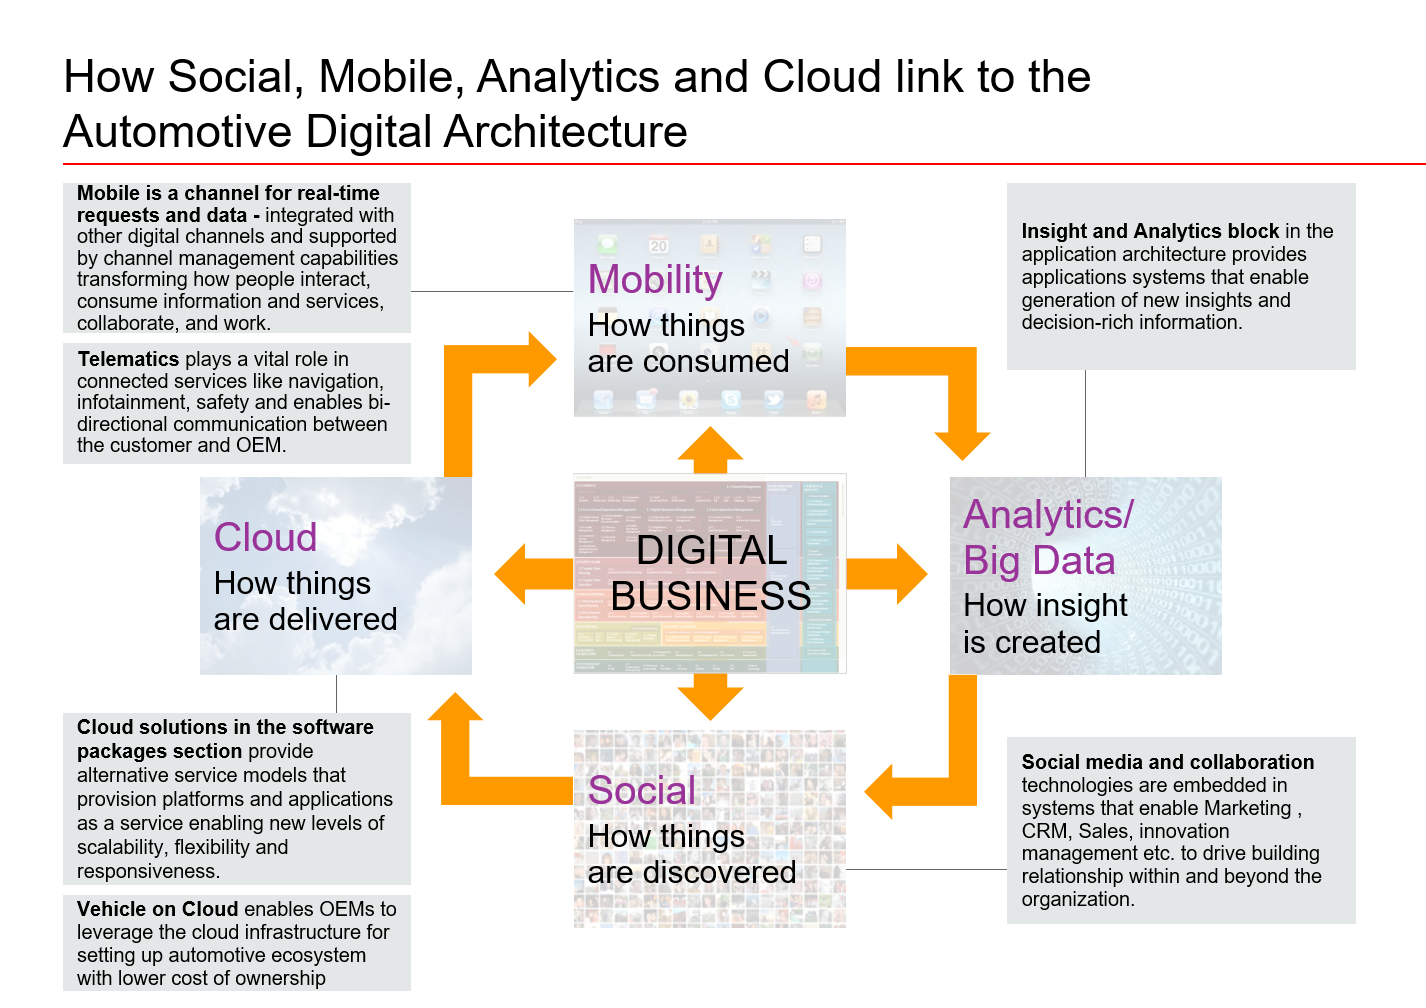 How Social, Mobile, Analytics and Cloud link to the
Automotive Digital Architecture
Mobile is a channel for real-time
requests and data - integrated with
other digital channels and supported
by channel management capabilities
transforming how people interact,
consume information and services,
collaborate, and work.
Telematics plays a vital role in
connected services like navigation,
infotainment, safety and enables bi-
directional communication between
the customer and OEM.
Mobility
How things
are consumed
Insight and Analytics block in the
application architecture provides
applications systems that enable
generation of new insights and
decision-rich information.
Cloud
How things
are delivered
DIGITAL
BUSINESS
Analytics/
Big Data
How insight
is created
Cloud solutions in the software
packages section provide
alternative service models that
provision platforms and applications
as a service enabling new levels of
scalability, flexibility and
responsiveness.
Vehicle on Cloud enables OEMs to
leverage the cloud infrastructure for
setting up automotive ecosystem
with lower cost of ownership
Social
How things
are discovered
Social media and collaboration
technologies are embedded in
systems that enable Marketing ,
CRM, Sales, innovation
management etc. to drive building
relationship within and beyond the
organization.